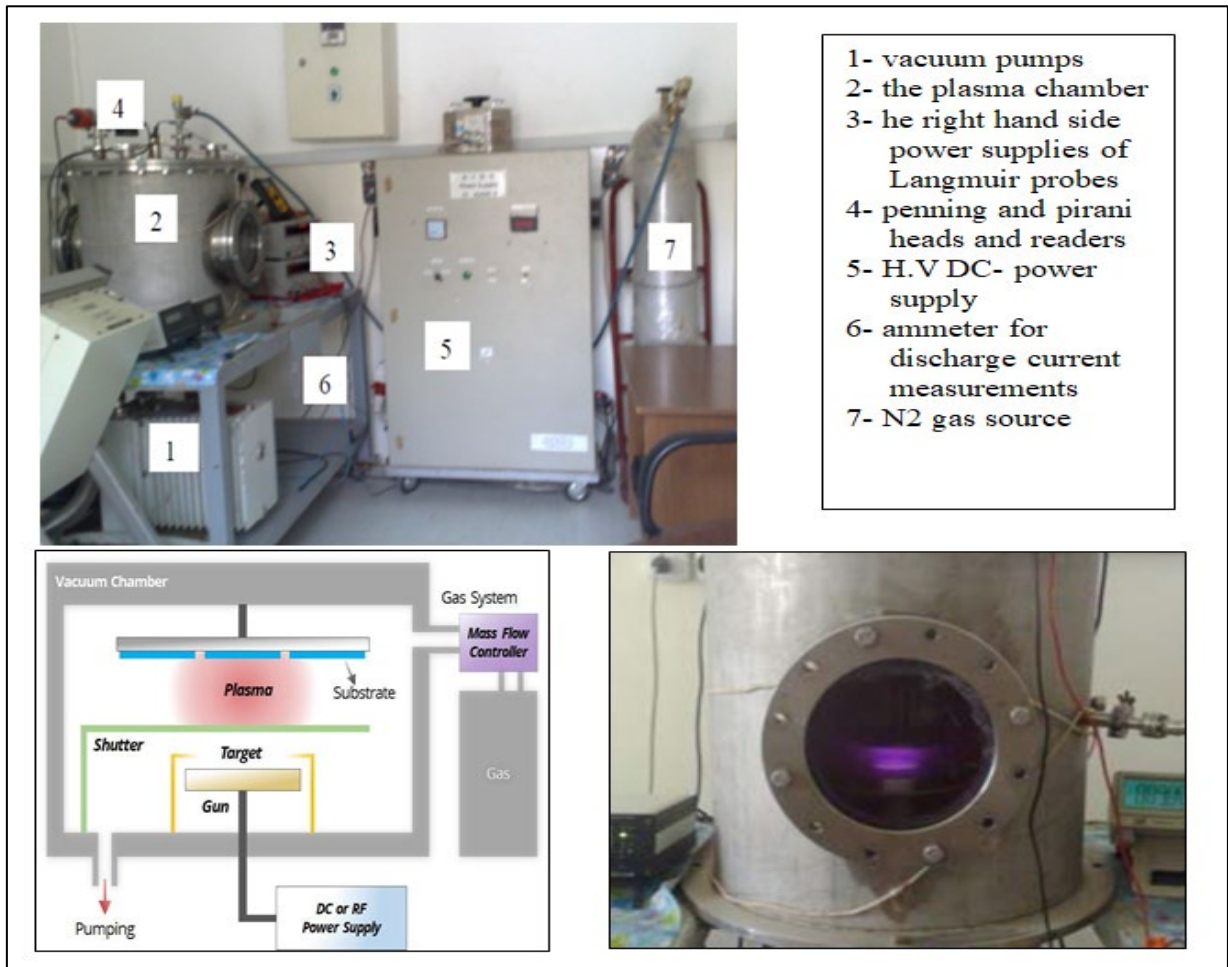 4
2
3
7
5
6
1
1- vacuum pumps
2- the plasma chamber
3- he right hand side
power supplies of
Langmuir probes
4- penning and pirani
heads and readers
5- H.V DC- power
supply
6- ammeter for
discharge current
measurements
7- N2 gas source
Vacuum Chamber
Gas System
Mass Flow
Controller
Plasma
Substrate
Shutter
Target
Gas
Gun
DC or RF
Power Supply
Pumping